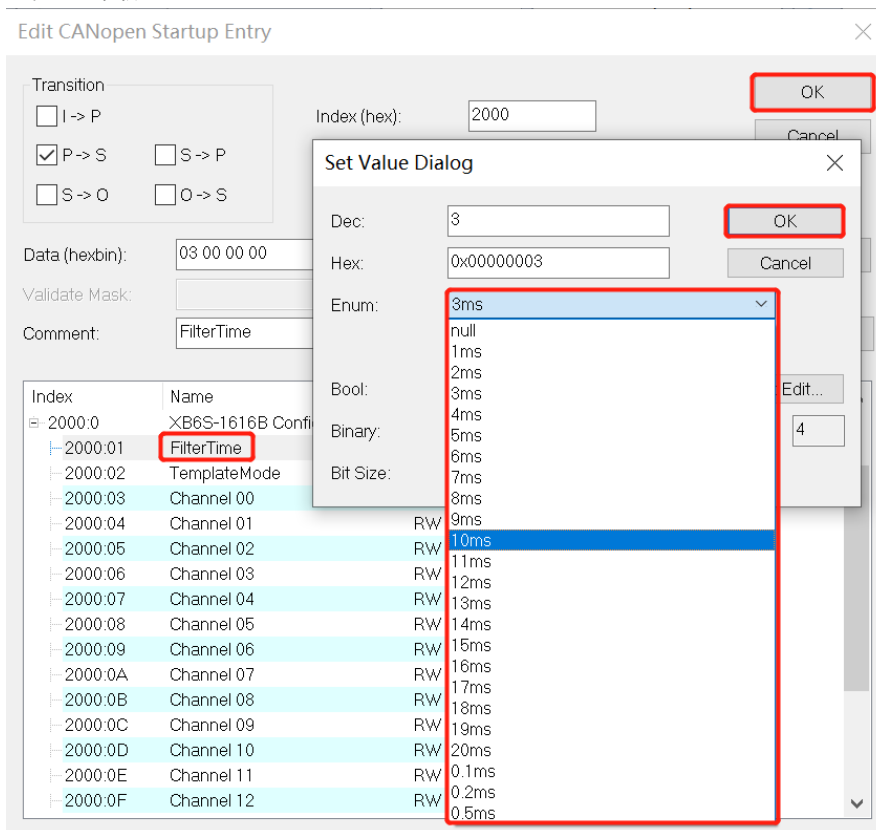 Edit CANopen Startup Entry
Transition
I -> P
P -> S
S -> P
S -> O
O -> S
Index (hex):
2000
OK
Cancel
Data (hexbin):
03 00 00 00
Validate Mask:
Comment:
FilterTime
Set Value Dialog
Dec:
3
OK
Hex:
0x00000003
Cancel
Enum:
3ms
null
1ms
2ms
3ms
4ms
5ms
6ms
7ms
8ms
9ms
10ms
11ms
12ms
13ms
14ms
15ms
16ms
17ms
18ms
19ms
20ms
0.1ms
0.2ms
0.5ms
Bool:
Edit...
Binary:
4
Bit Size:
Index Name
2000:0 XB6S-1616B Confi
2000:01 FilterTime
2000:02 TemplateMode
2000:03 Channel 00
2000:04 Channel 01 RW
2000:05 Channel 02 RW
2000:06 Channel 03 RW
2000:07 Channel 04 RW
2000:08 Channel 05 RW
2000:09 Channel 06 RW
2000:0A Channel 07 RW
2000:0B Channel 08 RW
2000:0C Channel 09 RW
2000:0D Channel 10 RW
2000:0E Channel 11 RW
2000:0F Channel 12 RW